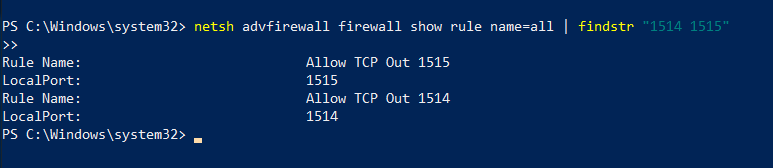 PS C:\Windows\system32> netsh advfirewall firewall show rule name=all | findstr "1514 1515"
>>
Rule Name:                            Allow TCP Out 1515
LocalPort:                            1515
Rule Name:                            Allow TCP Out 1514
LocalPort:                            1514
PS C:\Windows\system32>